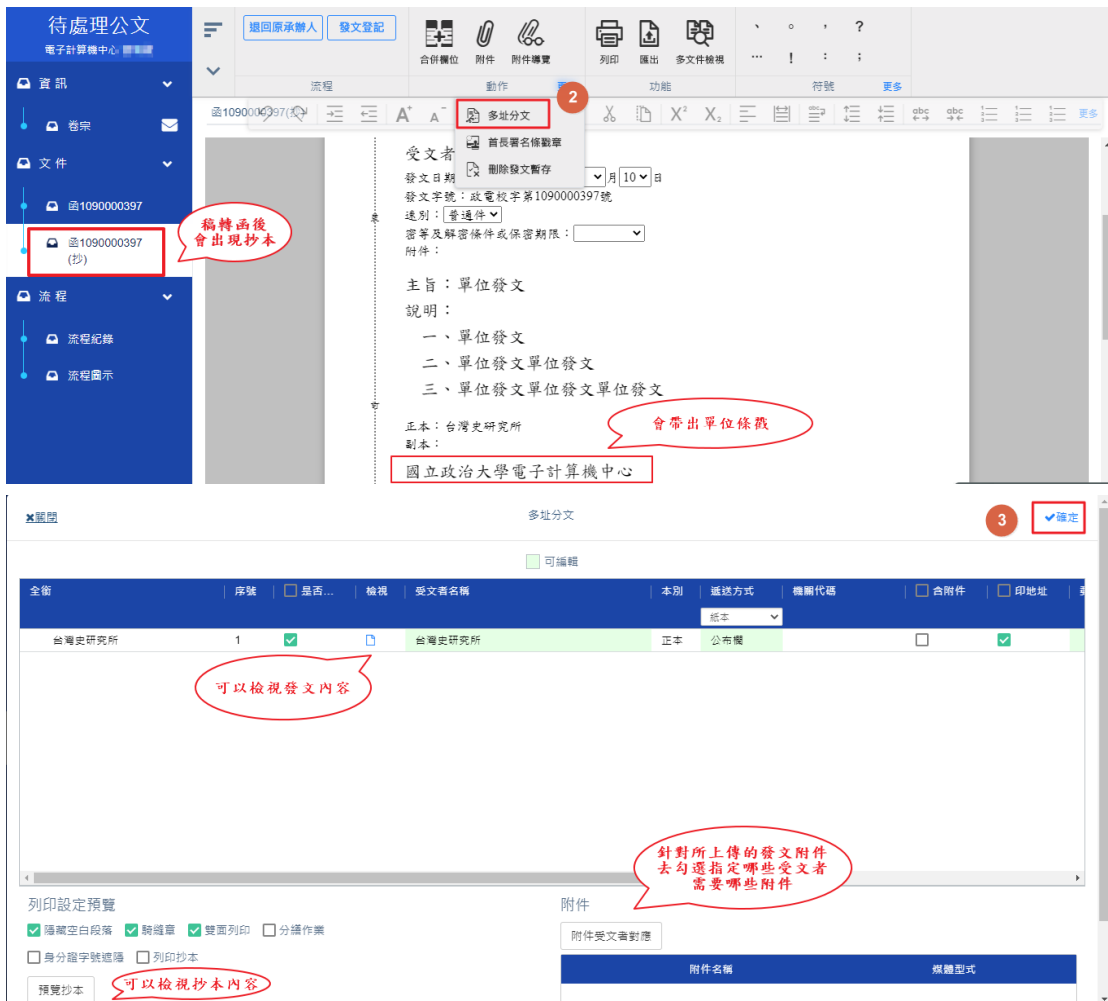 待處理公文
電子計算機中心
資訊
卷宗
文件
函1090000397
函1090000397
(抄)
流程
流程紀錄
流程圖示
稿轉函後
會出現抄本
退回原承辦人 發文登記
流程
合併欄位 附件 附件導覽
動作
列印 匯出 多文件檢視
功能
、 。 , ?
… ! : ;
符號 更多
函1090000397(抄)
A+ A- X² X₂ 更多
2
多址分文
首長署名條戳章
刪除發文暫存
受文者
發文日期
月 10 日
發文字號:政電校字第1090000397號
速別:普通件
密等及解密條件或保密期限:
附件:
主旨:單位發文
說明:
一、單位發文
二、單位發文單位發文
三、單位發文單位發文單位發文
正本:台灣史研究所
副本:
國立政治大學電子計算機中心
會帶出單位條戳
×關閉
多址分文
3
✓確定
可編輯
全銜 序號 是否... 檢視 受文者名稱 本別 遞送方式 機關代碼 含附件 印地址
紙本
台灣史研究所 1 台灣史研究所 正本 公布欄
可以檢視發文內容
針對所上傳的發文附件
去勾選指定哪些受文者
需要哪些附件
列印設定預覽
隱藏空白段落 騎縫章 雙面列印 分繕作業
身分證字號遮隱 列印抄本
預覽抄本
可以檢視抄本內容
附件
附件受文者對應
附件名稱 媒體型式